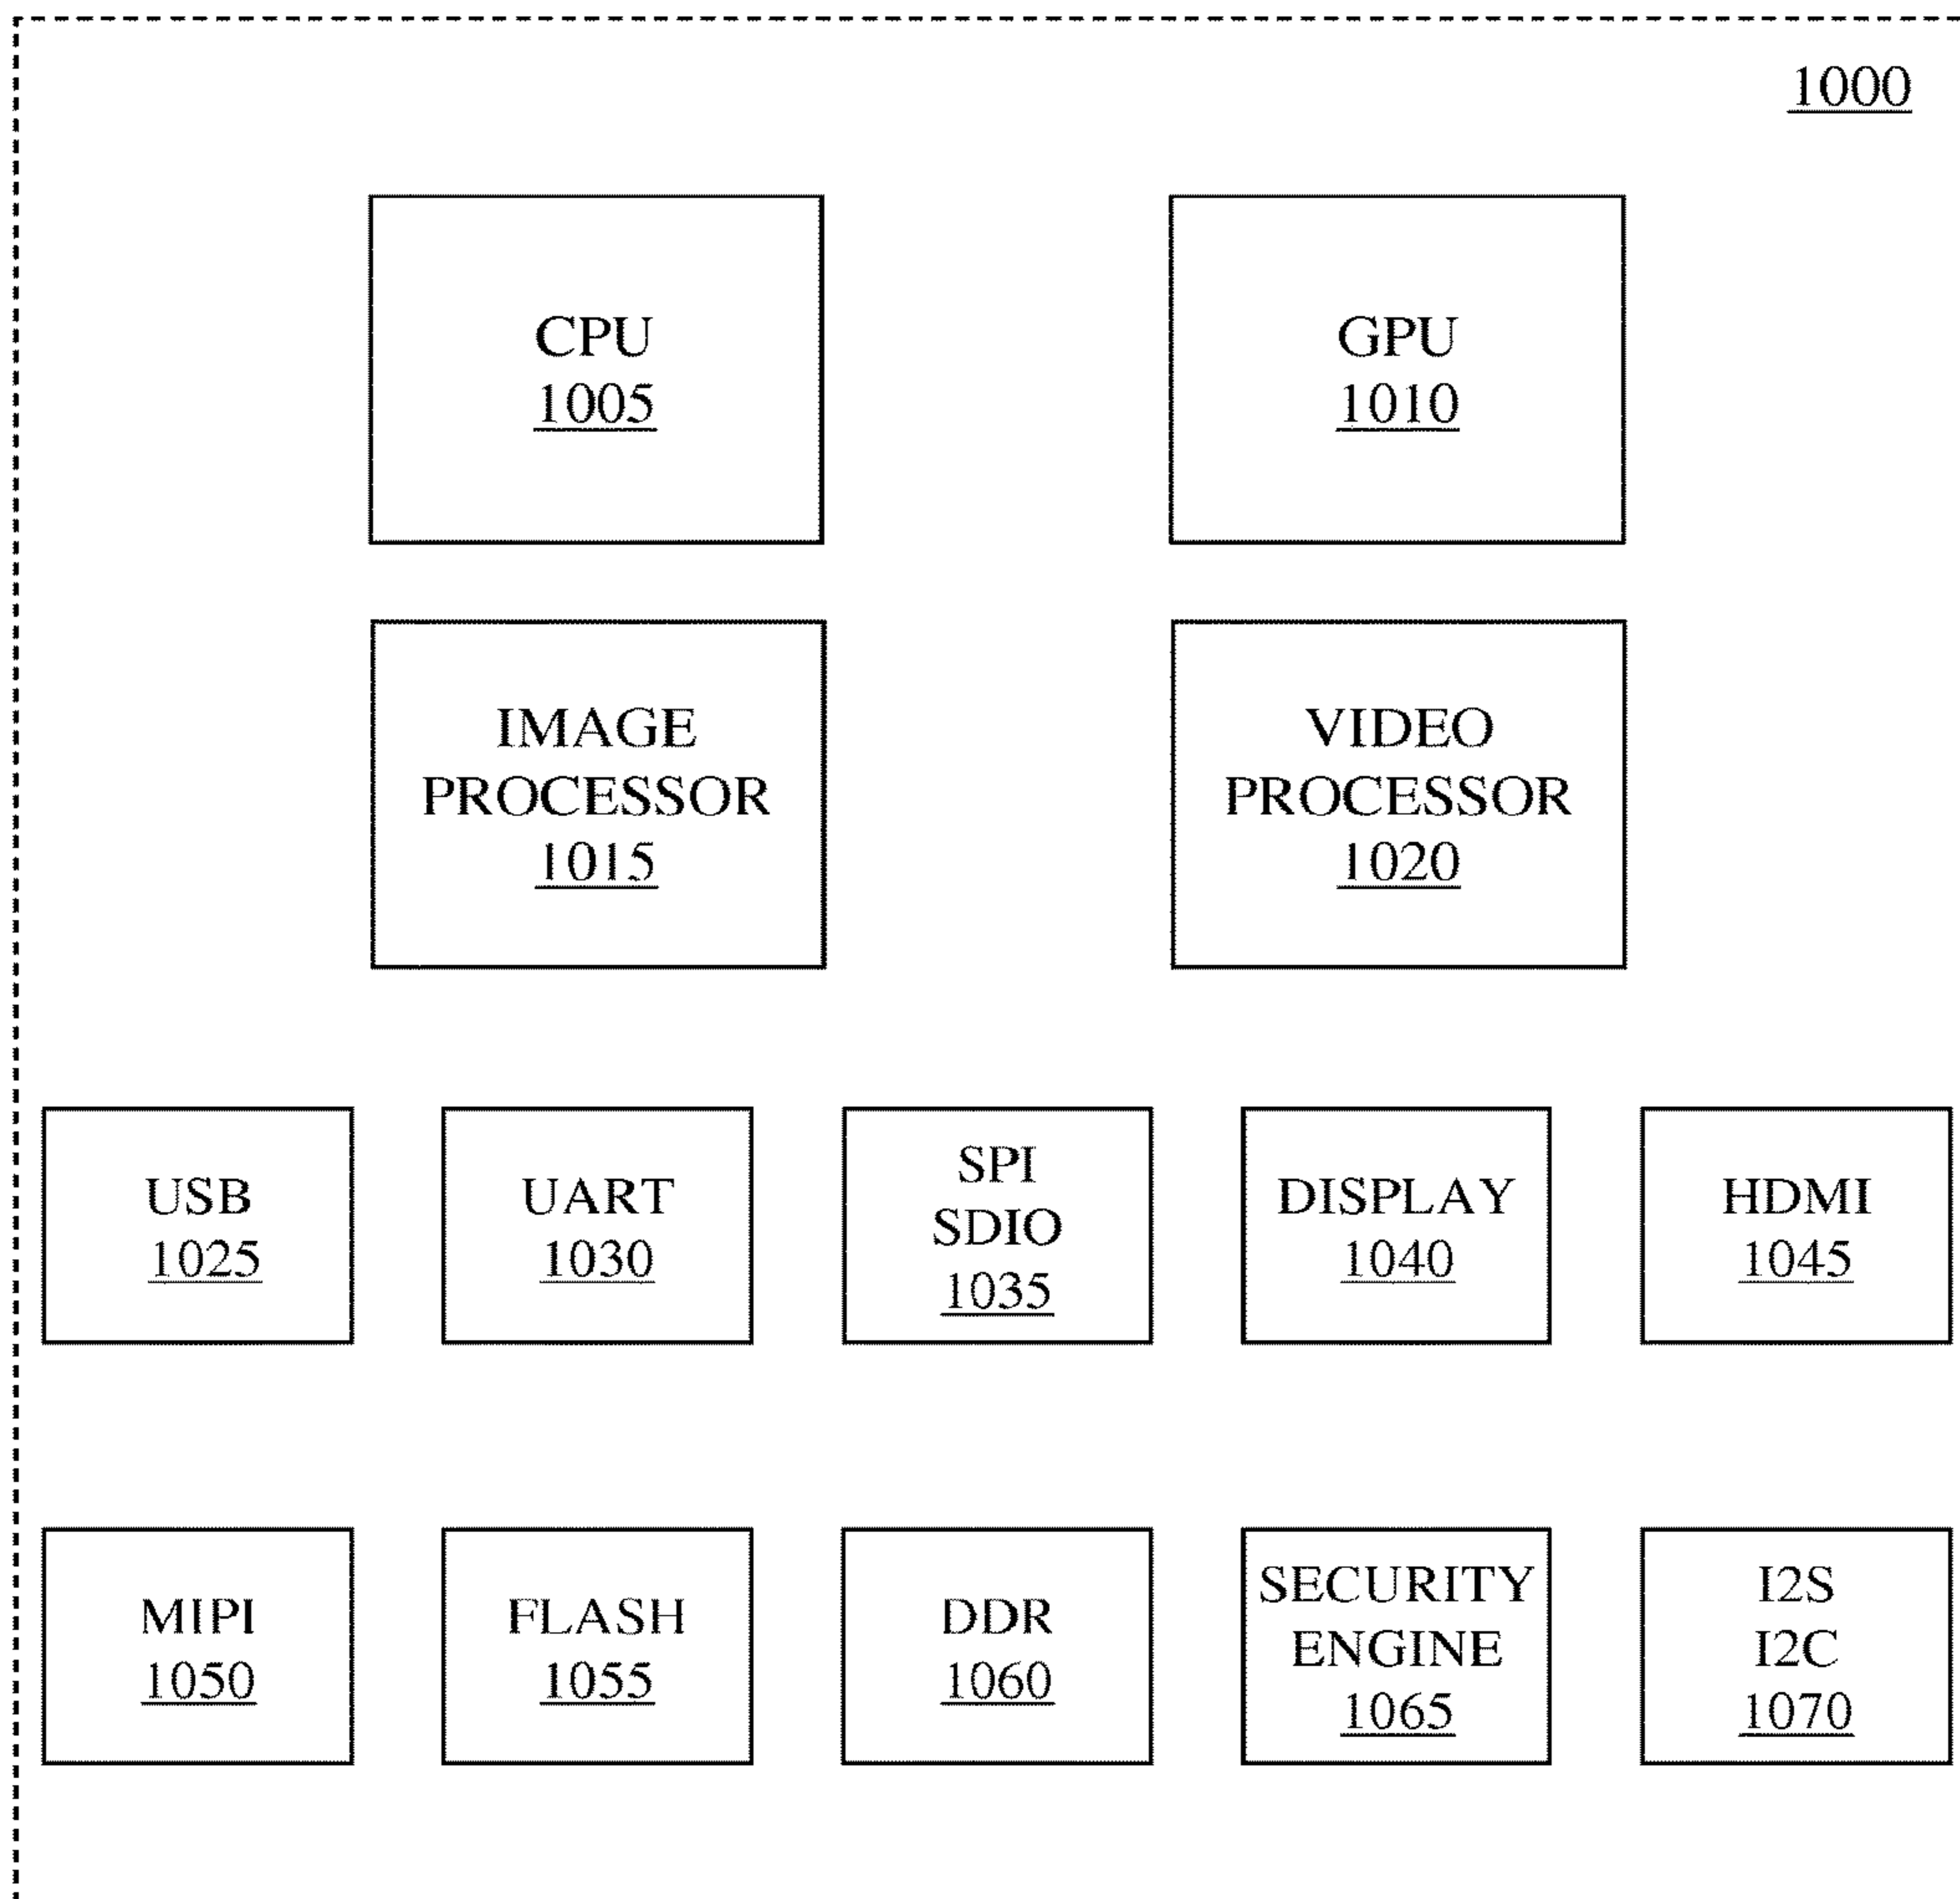 1000
CPU
1005
GPU
1010
IMAGE
PROCESSOR
1015
VIDEO
PROCESSOR
1020
USB
1025
UART
1030
SPI
SDIO
1035
DISPLAY
1040
HDMI
1045
MIPI
1050
FLASH
1055
DDR
1060
SECURITY
ENGINE
1065
I2S
I2C
1070